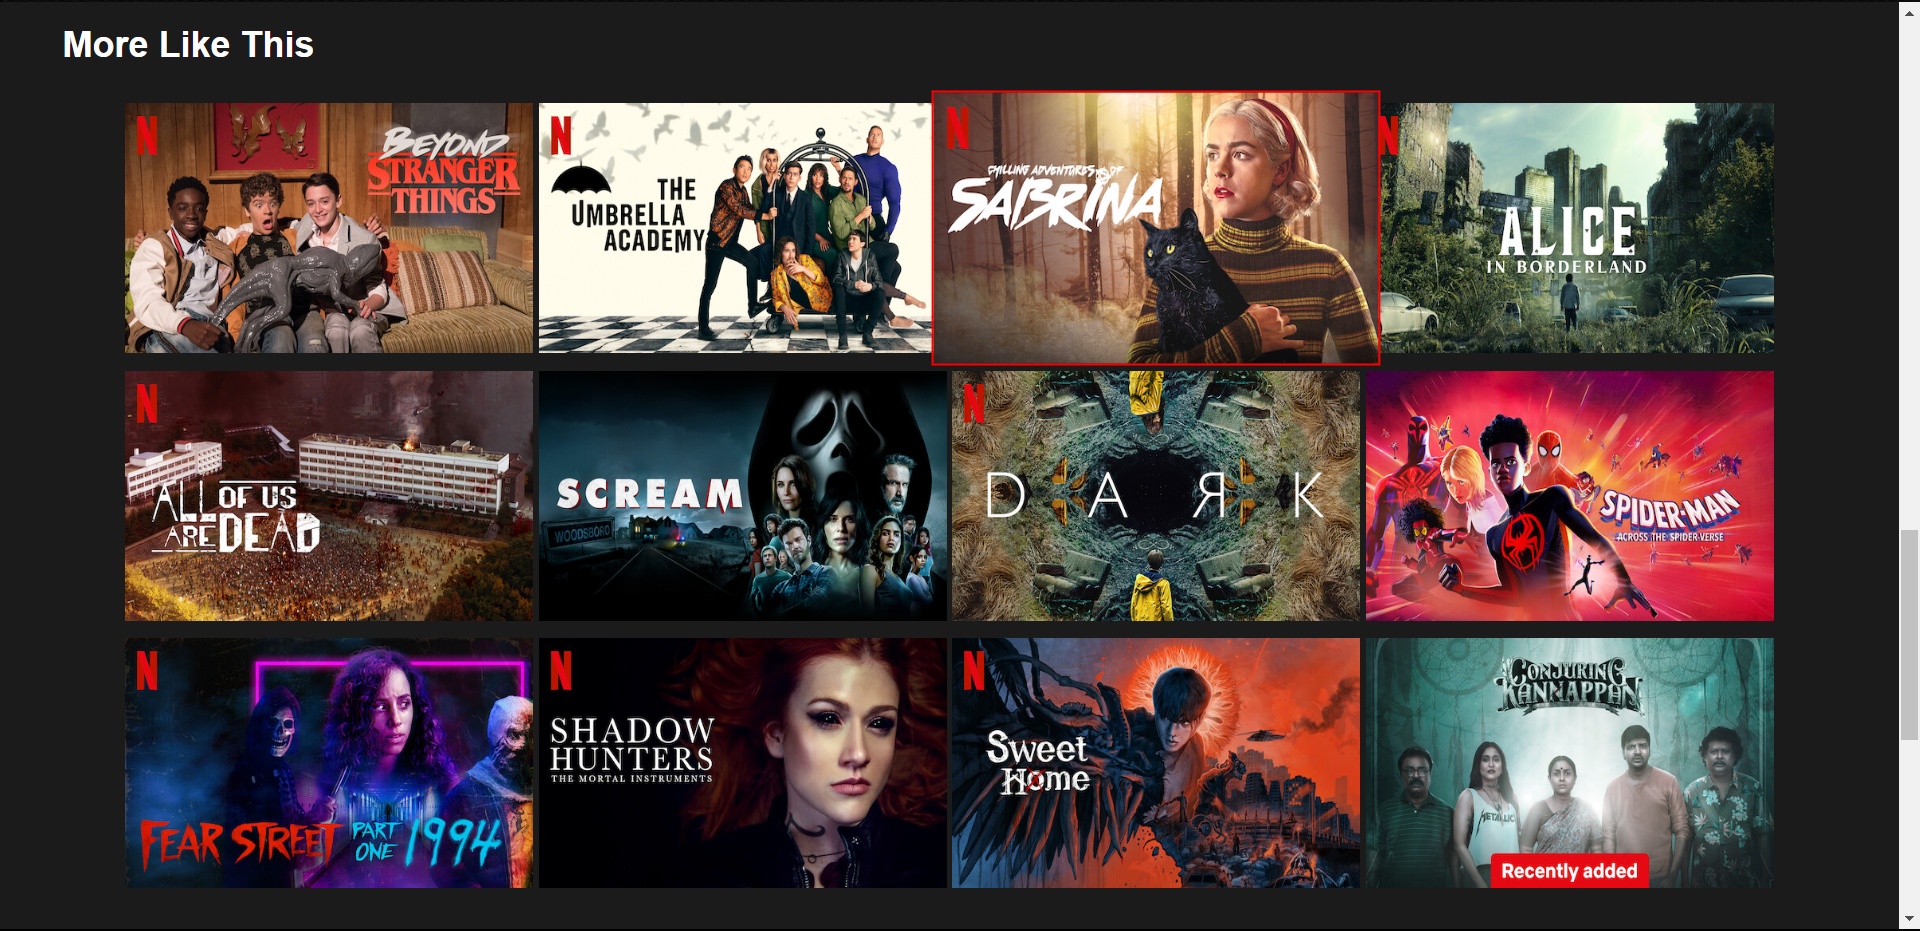 More Like This
N
BEYOND
STRANGER
THINGS
N
THE
UMBRELLA
ACADEMY
N
CHILLING ADVENTURES OF
SABRINA
N
ALICE
IN BORDERLAND
N
ALL OF US
ARE DEAD
SCREAM
WOODSBORO
N
DAЯK
SPIDER-MAN
ACROSS THE SPIDER-VERSE
N
FEAR STREET PART ONE 1994
N
SHADOW
HUNTERS
THE MORTAL INSTRUMENTS
N
Sweet
Home
CONJURING
KANNAPPAN
METALLICA
Recently added